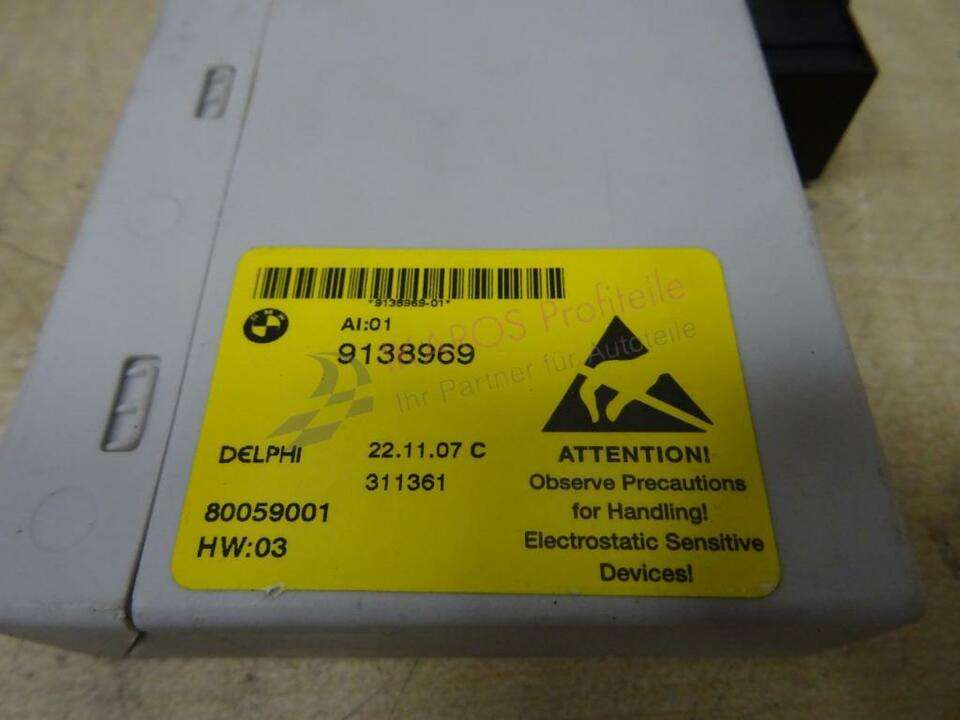 *9138969-01*
BMW
AI:01
9138969
Profiteile
Ihr Partner für Autoteile
DELPHI
22.11.07 C
311361
80059001
HW:03
ATTENTION!
Observe Precautions
for Handling!
Electrostatic Sensitive
Devices!